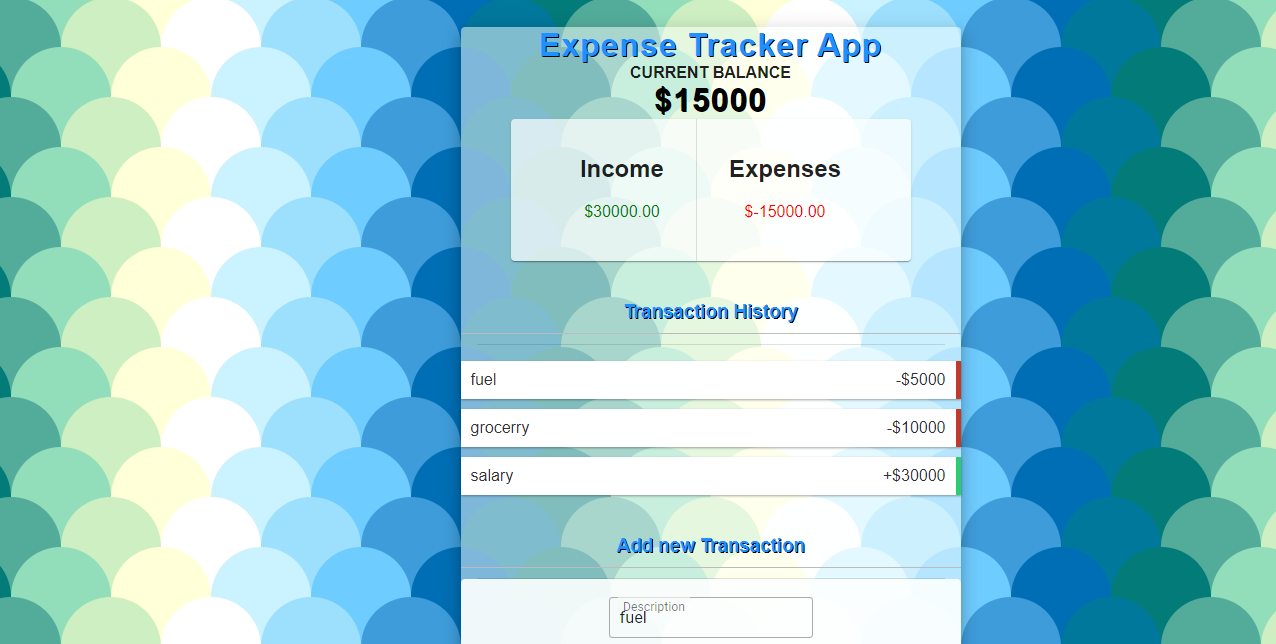 Expense Tracker App
CURRENT BALANCE
$15000
Income Expenses
$30000.00 $-15000.00
Transaction History
fuel -$5000
grocerry -$10000
salary +$30000
Add new Transaction
Description
fuel